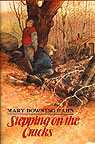 MARY DOWNING HAHN
Stepping on the
Cracks